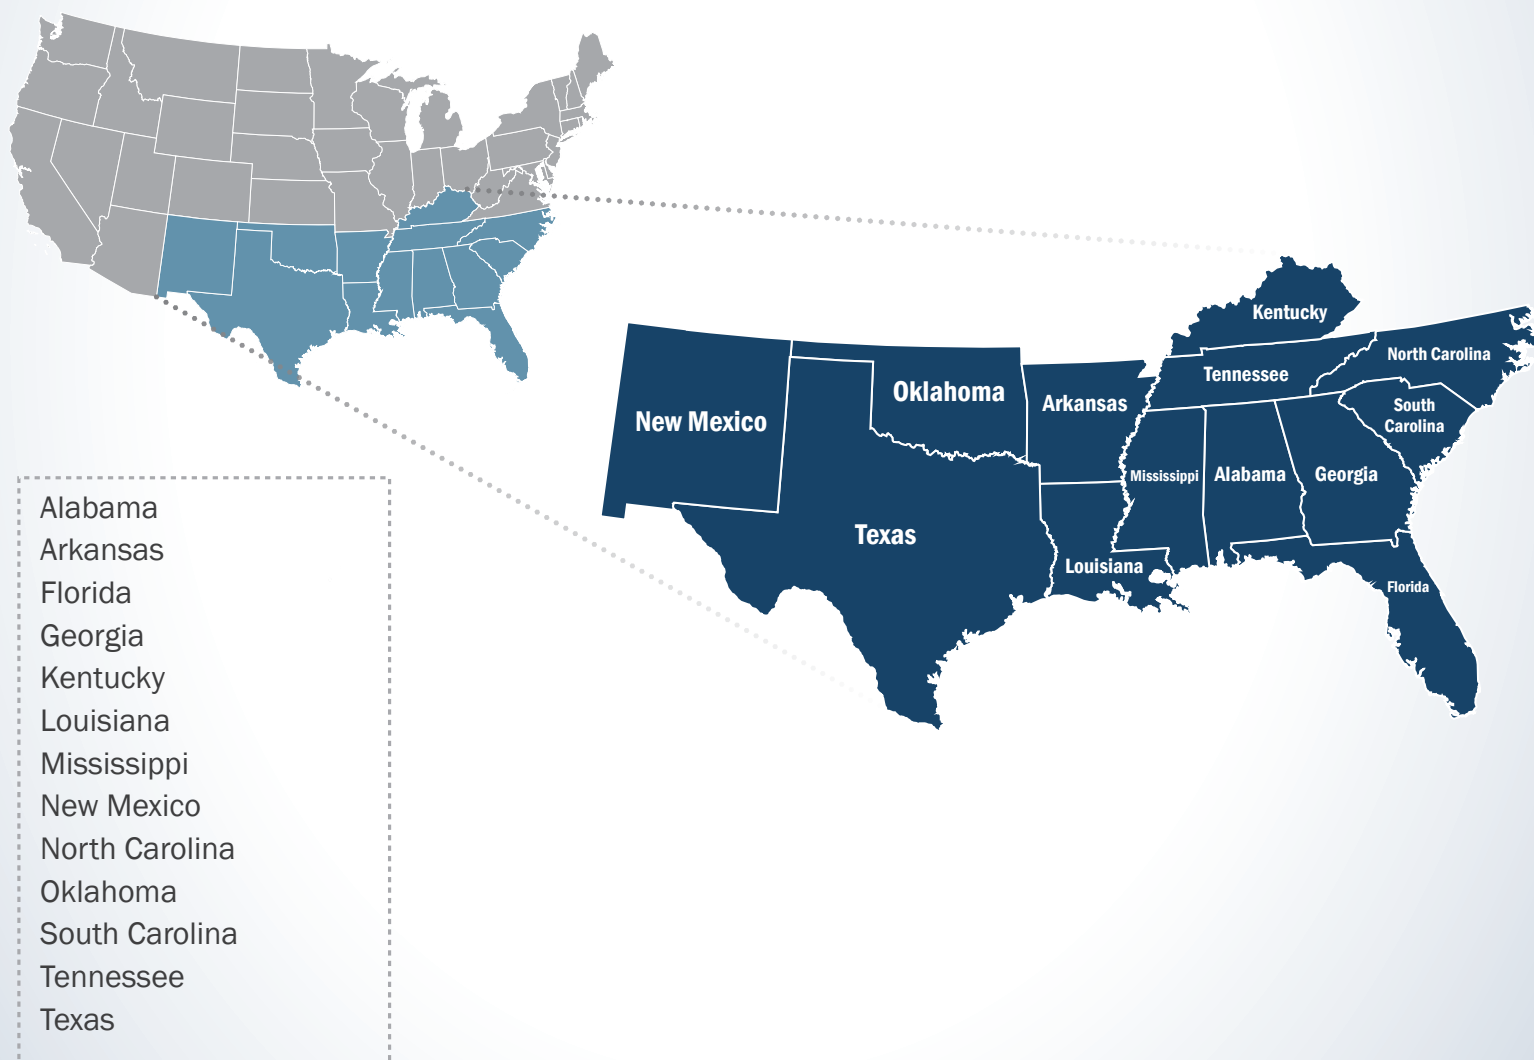 Kentucky
North Carolina
Tennessee
Oklahoma
Arkansas
South
Carolina
New Mexico
Mississippi
Alabama
Georgia
Texas
Louisiana
Florida
Alabama
Arkansas
Florida
Georgia
Kentucky
Louisiana
Mississippi
New Mexico
North Carolina
Oklahoma
South Carolina
Tennessee
Texas